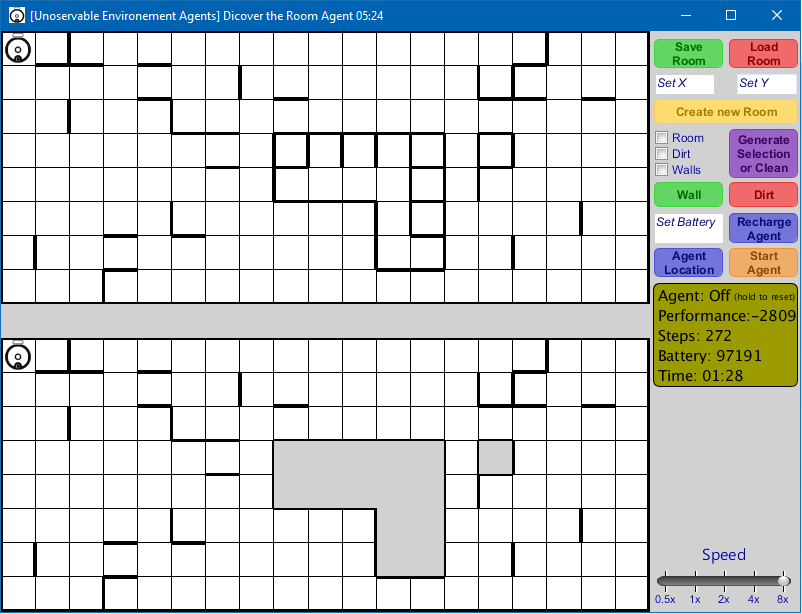 [Unoservable Environement Agents] Dicover the Room Agent 05:24
Save Room
Load Room
Set X
Set Y
Create new Room
Room
Dirt
Walls
Generate Selection or Clean
Wall
Dirt
Set Battery
Recharge Agent
Agent Location
Start Agent
Agent: Off (hold to reset)
Performance:-2809
Steps: 272
Battery: 97191
Time: 01:28
Speed
0.5x 1x 2x 4x 8x